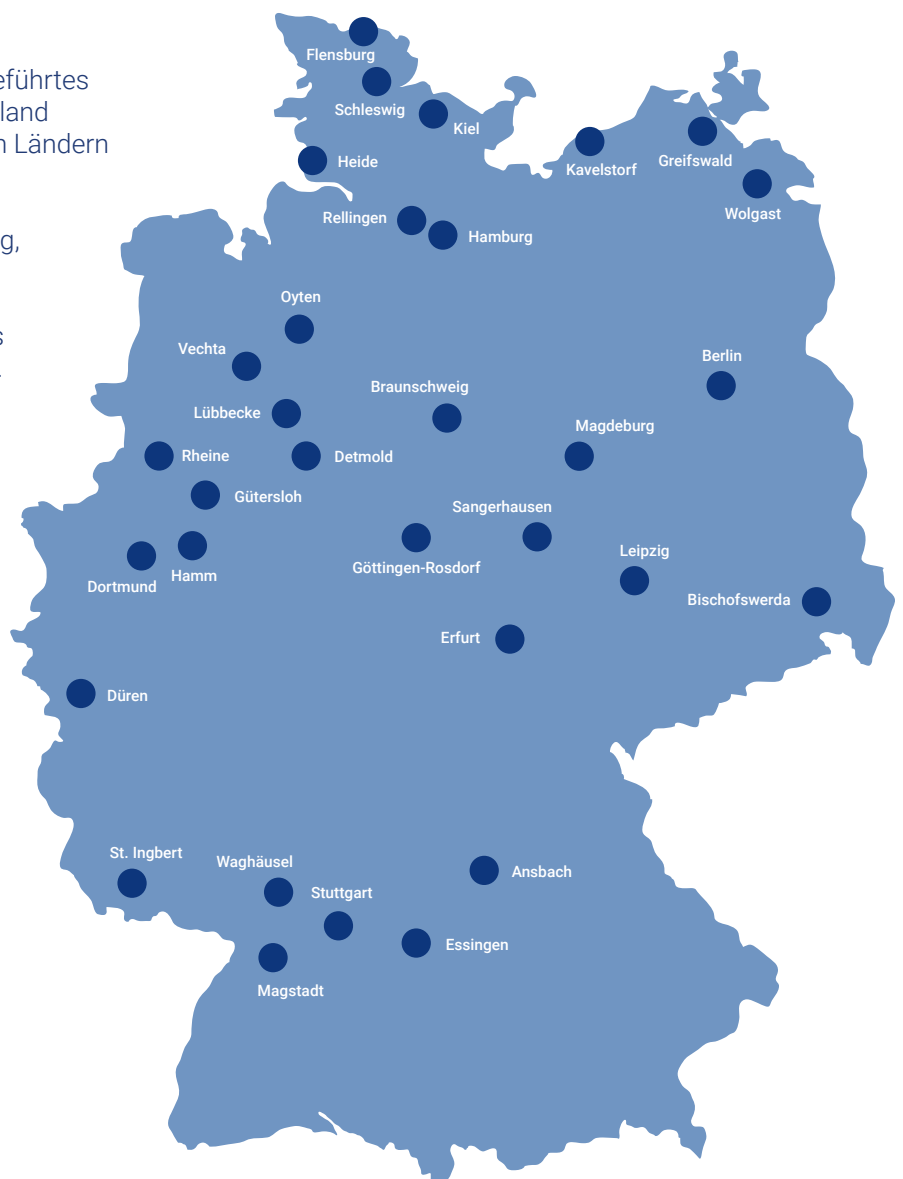 eführtes
land
n Ländern
g,
s
Flensburg
Schleswig
Kiel
Heide
Kavelstorf
Greifswald
Wolgast
Rellingen
Hamburg
Oyten
Vechta
Berlin
Braunschweig
Lübbecke
Magdeburg
Rheine
Detmold
Gütersloh
Sangerhausen
Göttingen-Rosdorf
Leipzig
Hamm
Dortmund
Bischofswerda
Erfurt
Düren
St. Ingbert
Waghäusel
Ansbach
Stuttgart
Essingen
Magstadt